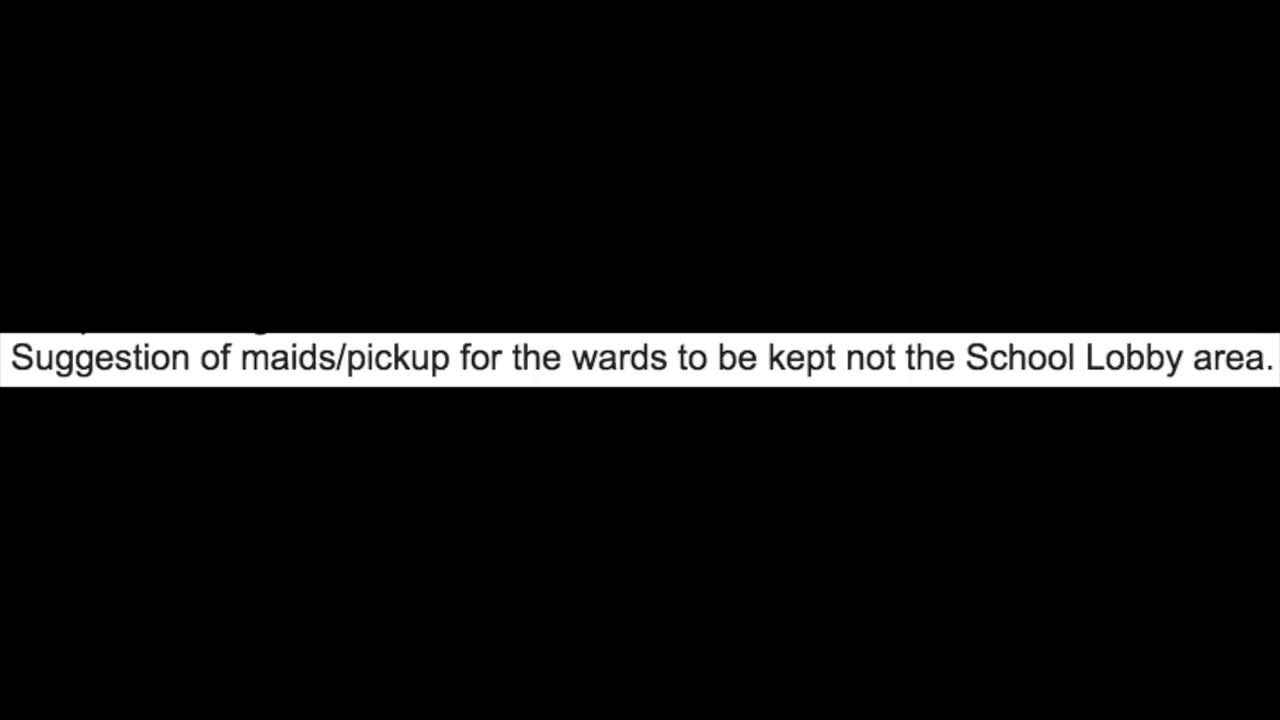 Suggestion of maids/pickup for the wards to be kept not the School Lobby area.